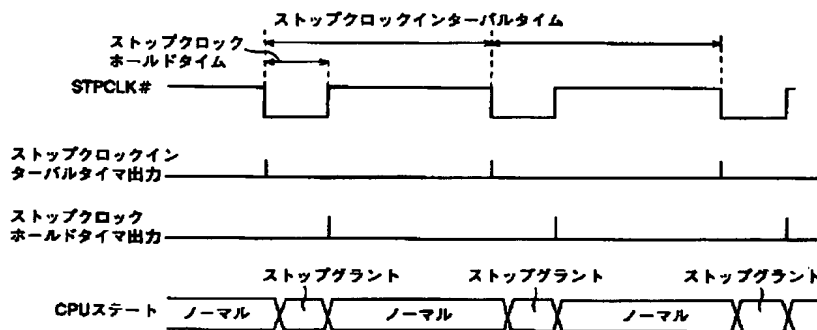 ストップクロックインターバルタイム
ストップクロック
ホールドタイム
STPCLK#
ストップクロックイン
ターバルタイマ出力
ストップクロック
ホールドタイマ出力
ストップグラント ストップグラント ストップグラント
CPUステート ノーマル ノーマル ノーマル